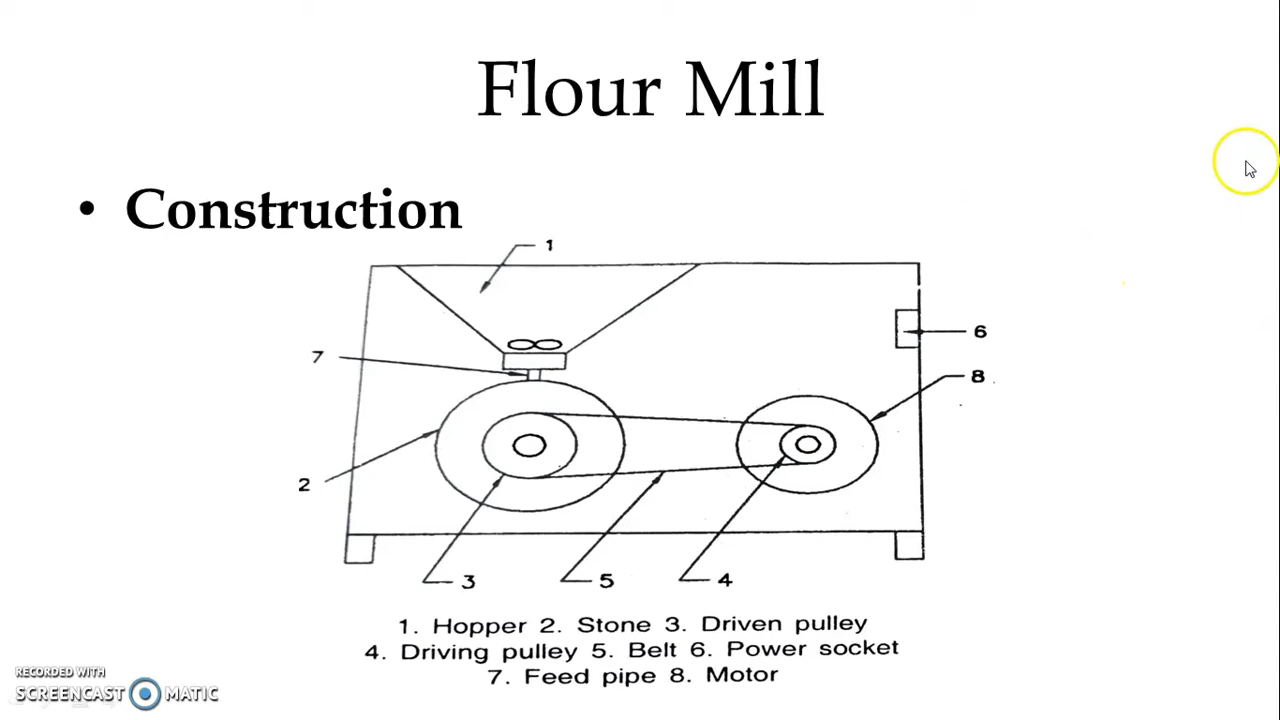 Flour Mill
• Construction
1
7
6
8
2
3
5
4
1. Hopper 2. Stone 3. Driven pulley
4. Driving pulley 5. Belt 6. Power socket
7. Feed pipe 8. Motor
RECORDED WITH
SCREENCAST MATIC